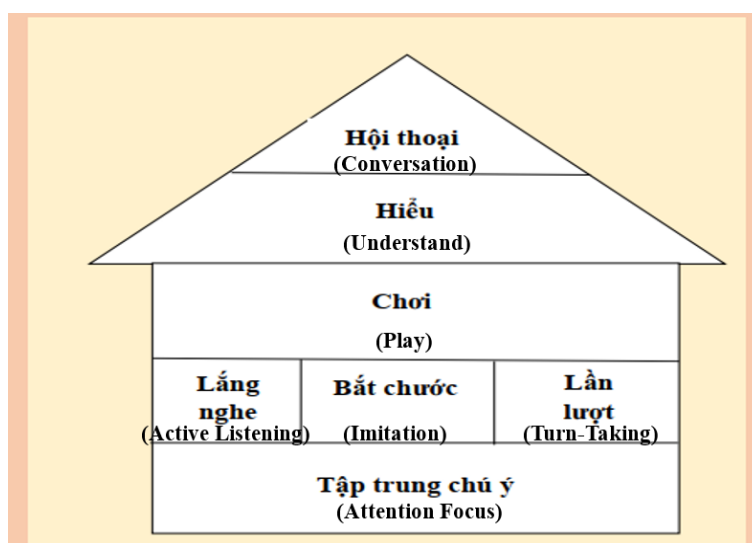 Hội thoại
(Conversation)
Hiểu
(Understand)
Chơi
(Play)
Lắng
nghe
(Active Listening)
Bắt chước
(Imitation)
Lần
lượt
(Turn-Taking)
Tập trung chú ý
(Attention Focus)